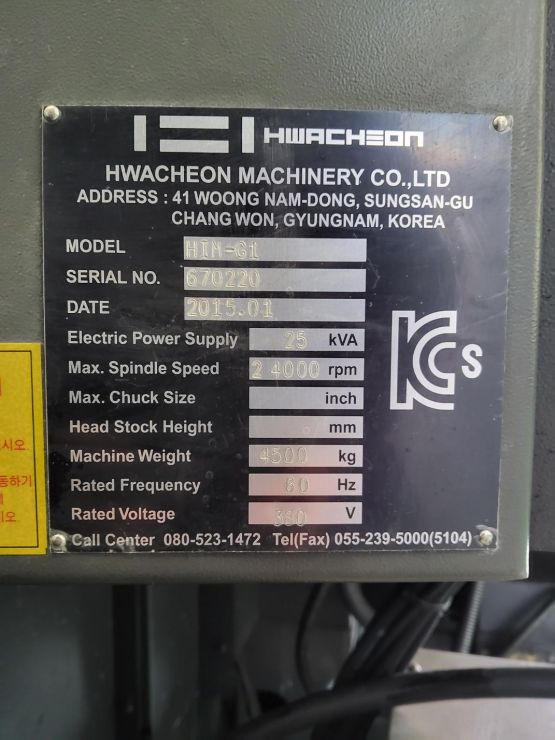 HWACHEON
HWACHEON MACHINERY CO.,LTD
ADDRESS : 41 WOONG NAM-DONG, SUNGSAN-GU
CHANG WON, GYUNGNAM, KOREA
MODEL HIM-G1
SERIAL NO. 670220
DATE 2015.01
Electric Power Supply 25 kVA
Max. Spindle Speed 24000 rpm
Max. Chuck Size inch
Head Stock Height mm
Machine Weight 4500 kg
Rated Frequency 60 Hz
Rated Voltage 380 V
Call Center 080-523-1472 Tel(Fax) 055-239-5000(5104)
KCs